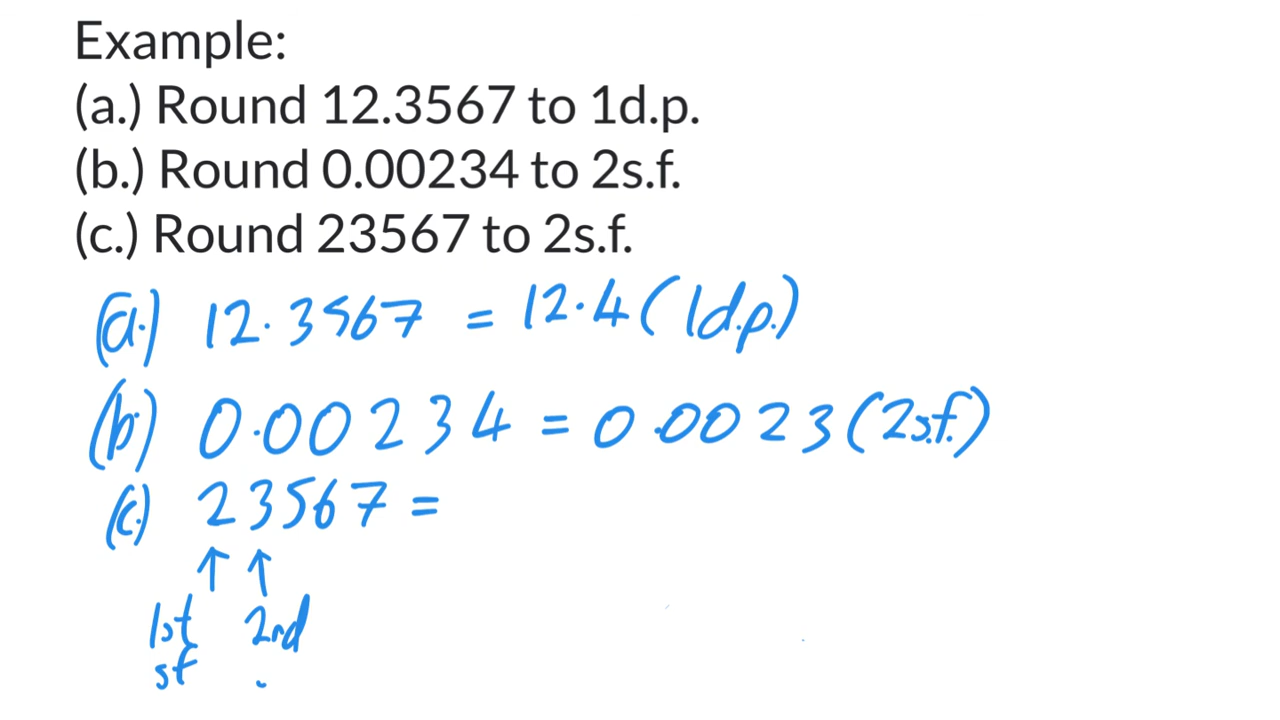 Example:
(a.) Round 12.3567 to 1d.p.
(b.) Round 0.00234 to 2s.f.
(c.) Round 23567 to 2s.f.
(a.) 12.3567 = 12.4 (1d.p.)
(b.) 0.00234 = 0.0023 (2s.f.)
(c.) 23567 =
↑ ↑
1st 2nd
sf